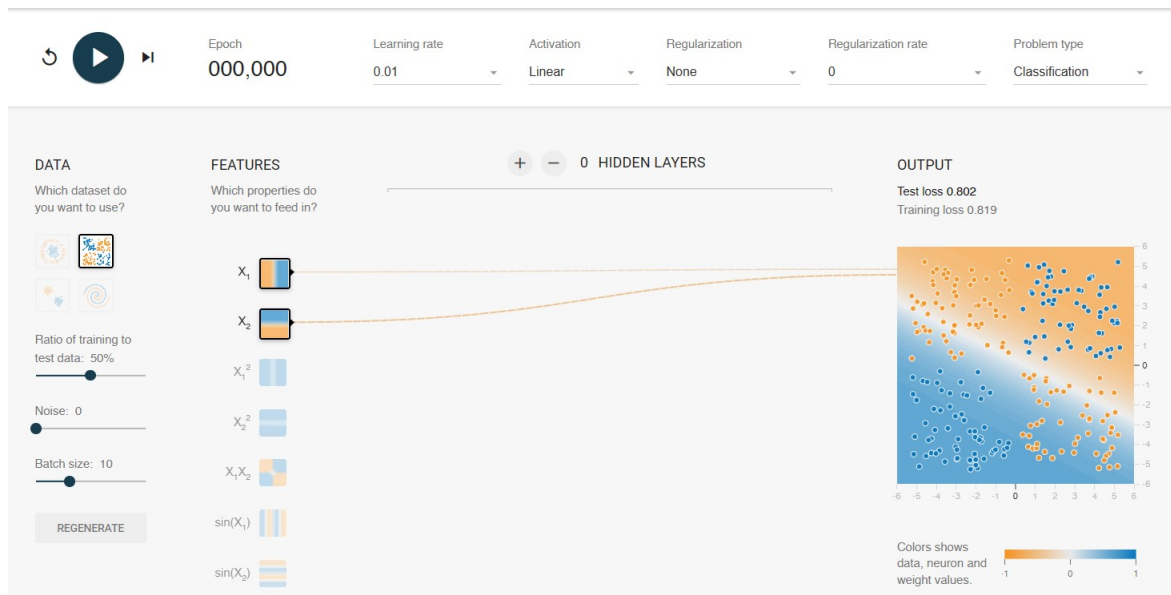 Epoch
000,000
Learning rate
0.01
Activation
Linear
Regularization
None
Regularization rate
0
Problem type
Classification
DATA
Which dataset do
you want to use?
Ratio of training to
test data: 50%
Noise: 0
Batch size: 10
REGENERATE
FEATURES
Which properties do
you want to feed in?
X₁
X₂
X₁²
X₂²
X₁X₂
sin(X₁)
sin(X₂)
+ − 0 HIDDEN LAYERS
OUTPUT
Test loss 0.802
Training loss 0.819
6
5
4
3
2
1
0
-1
-2
-3
-4
-5
-6
-6 -5 -4 -3 -2 -1 0 1 2 3 4 5 6
Colors shows
data, neuron and
weight values.
-1 0 1